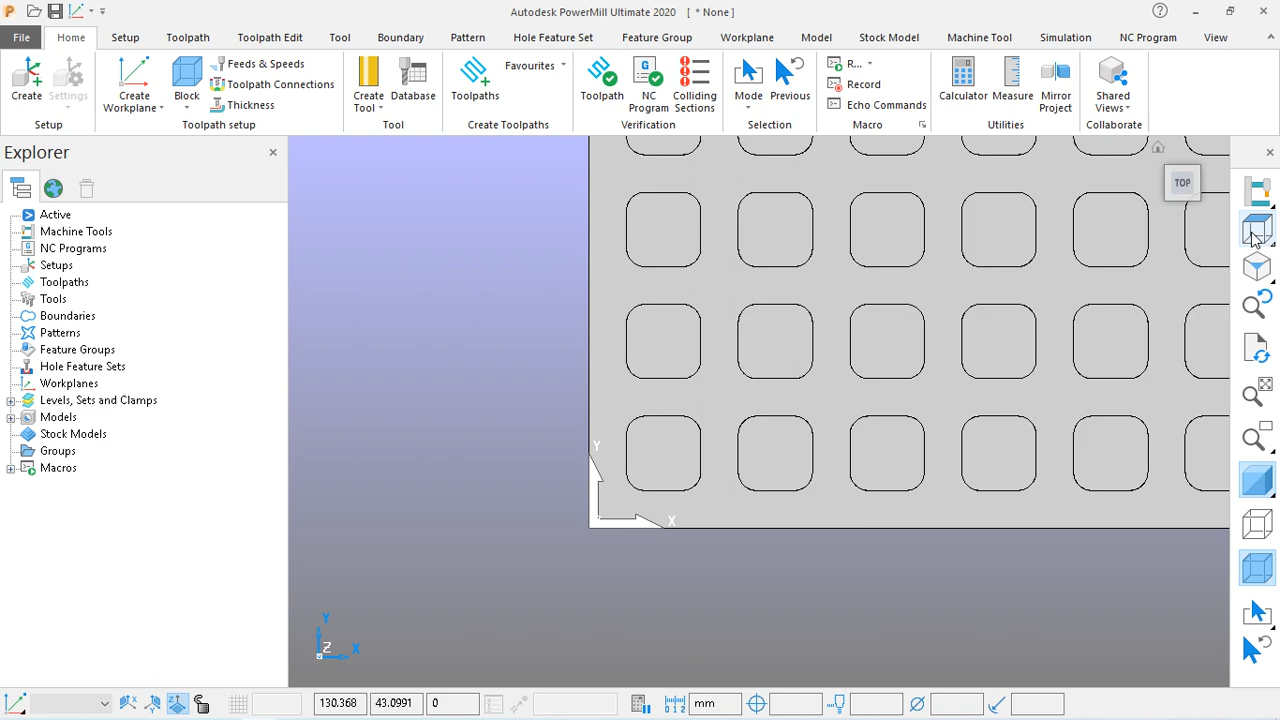 Autodesk PowerMill Ultimate 2020 [ * None ]
File Home Setup Toolpath Toolpath Edit Tool Boundary Pattern Hole Feature Set Feature Group Workplane Model Stock Model Machine Tool Simulation NC Program View
Create
Settings
Setup
Create
Workplane
Block
Feeds & Speeds
Toolpath Connections
Thickness
Toolpath setup
Create
Tool
Database
Tool
Toolpaths
Favourites
Create Toolpaths
Toolpath
NC
Program
Colliding
Sections
Verification
Mode
Previous
Selection
R...
Record
Echo Commands
Macro
Calculator
Measure
Mirror
Project
Utilities
Shared
Views
Collaborate
Explorer
Active
Machine Tools
NC Programs
Setups
Toolpaths
Tools
Boundaries
Patterns
Feature Groups
Hole Feature Sets
Workplanes
Levels, Sets and Clamps
Models
Stock Models
Groups
Macros
TOP
Y
X
Y
Z
X
130.368 43.0991 0 mm